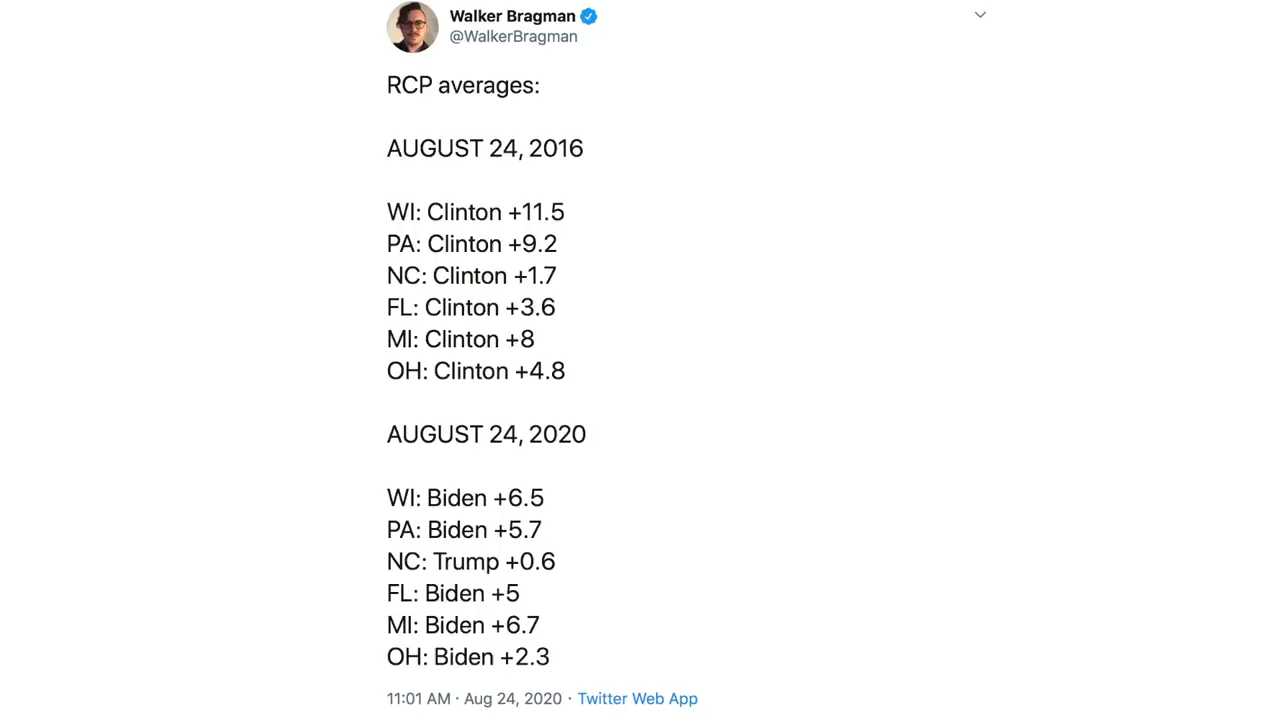 Walker Bragman
@WalkerBragman
RCP averages:
AUGUST 24, 2016
WI: Clinton +11.5
PA: Clinton +9.2
NC: Clinton +1.7
FL: Clinton +3.6
MI: Clinton +8
OH: Clinton +4.8
AUGUST 24, 2020
WI: Biden +6.5
PA: Biden +5.7
NC: Trump +0.6
FL: Biden +5
MI: Biden +6.7
OH: Biden +2.3
11:01 AM · Aug 24, 2020 · Twitter Web App